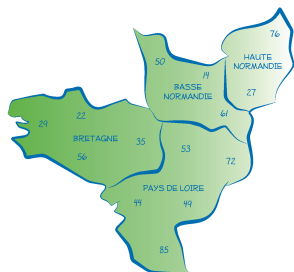 76
HAUTE
NORMANDIE
50
14
BASSE
NORMANDIE
27
61
29
22
BRETAGNE
35
56
53
72
PAYS DE LOIRE
44
49
85